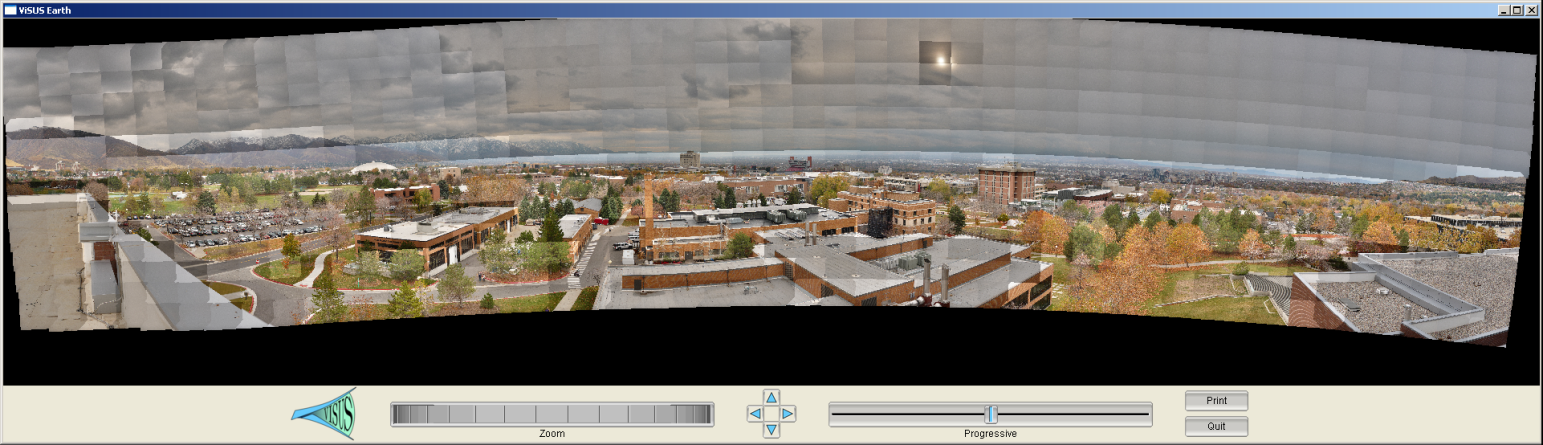 ViSUS Earth
ViSUS
Zoom
Progressive
Print
Quit